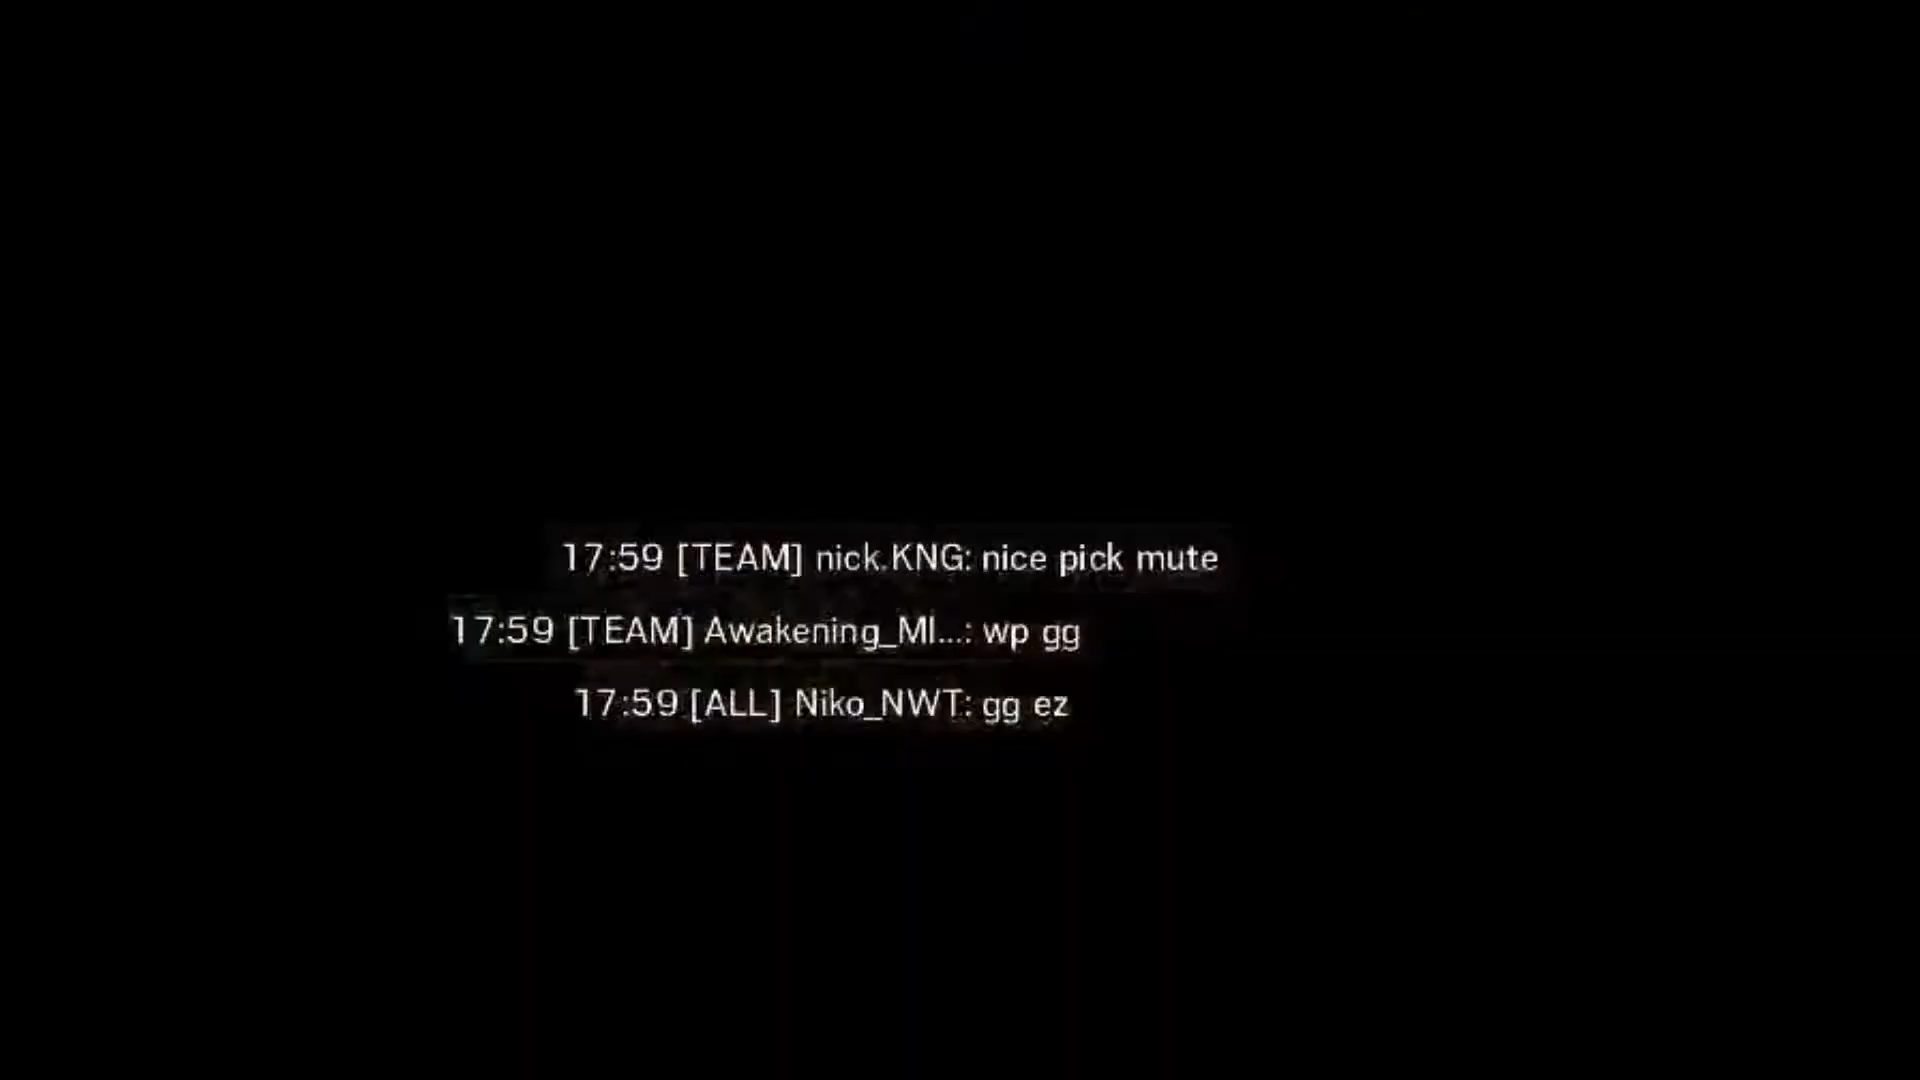 17:59 [TEAM] nick.KNG: nice pick mute
17:59 [TEAM] Awakening_Ml...: wp gg
17:59 [ALL] Niko_NWT: gg ez